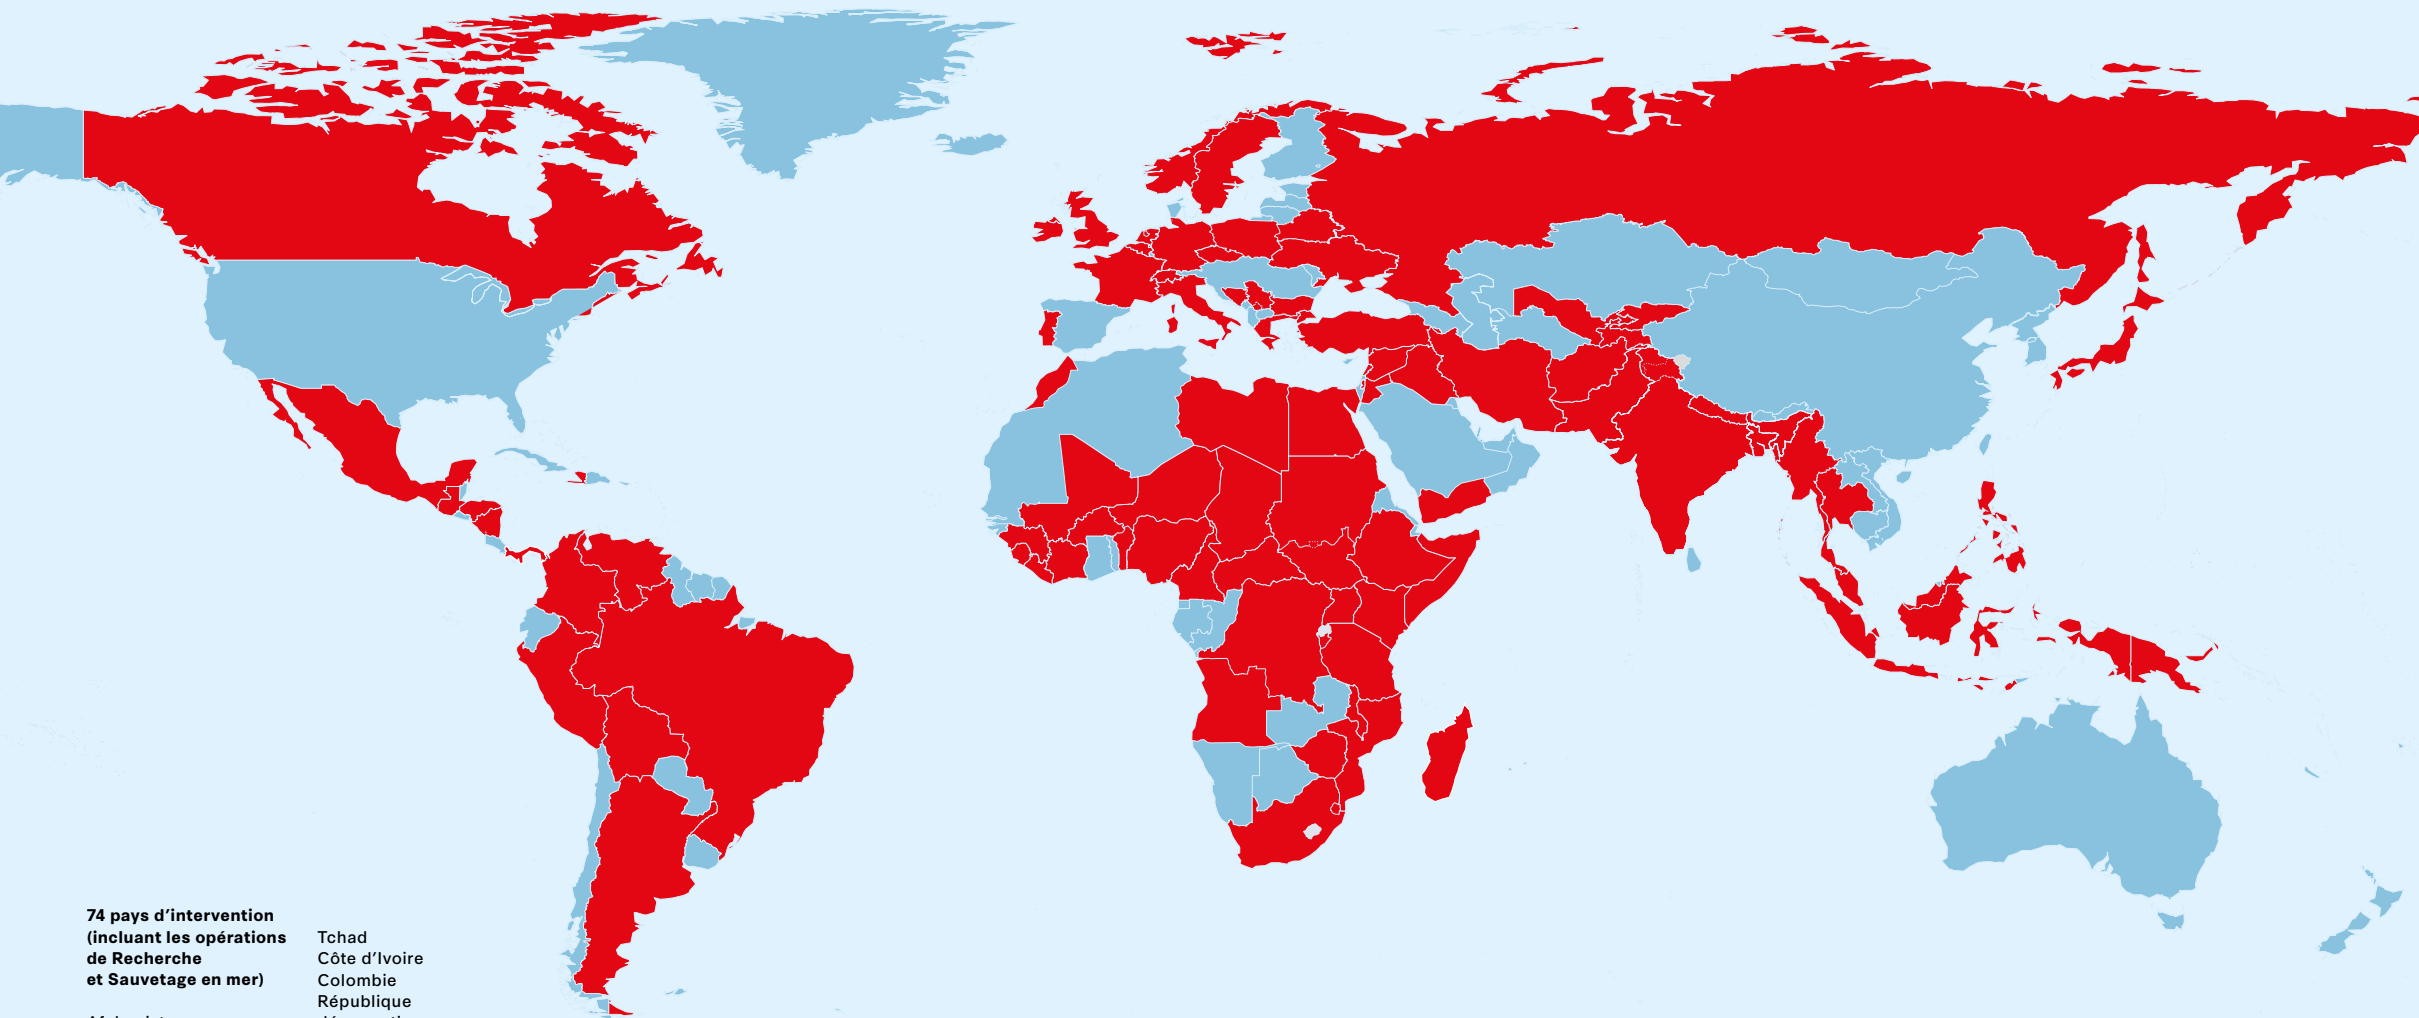 74 pays d’intervention
(incluant les opérations
de Recherche
et Sauvetage en mer)
Tchad
Côte d’Ivoire
Colombie
République